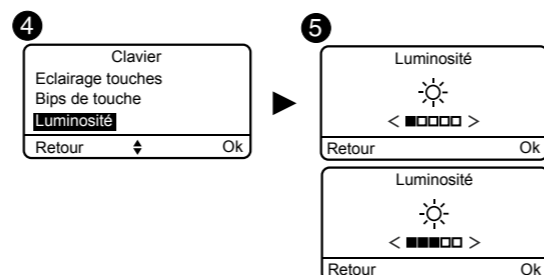 4
Clavier
Eclairage touches
Bips de touche
Luminosité
Retour Ok
5
Luminosité
< >
Retour Ok
Luminosité
< >
Retour Ok